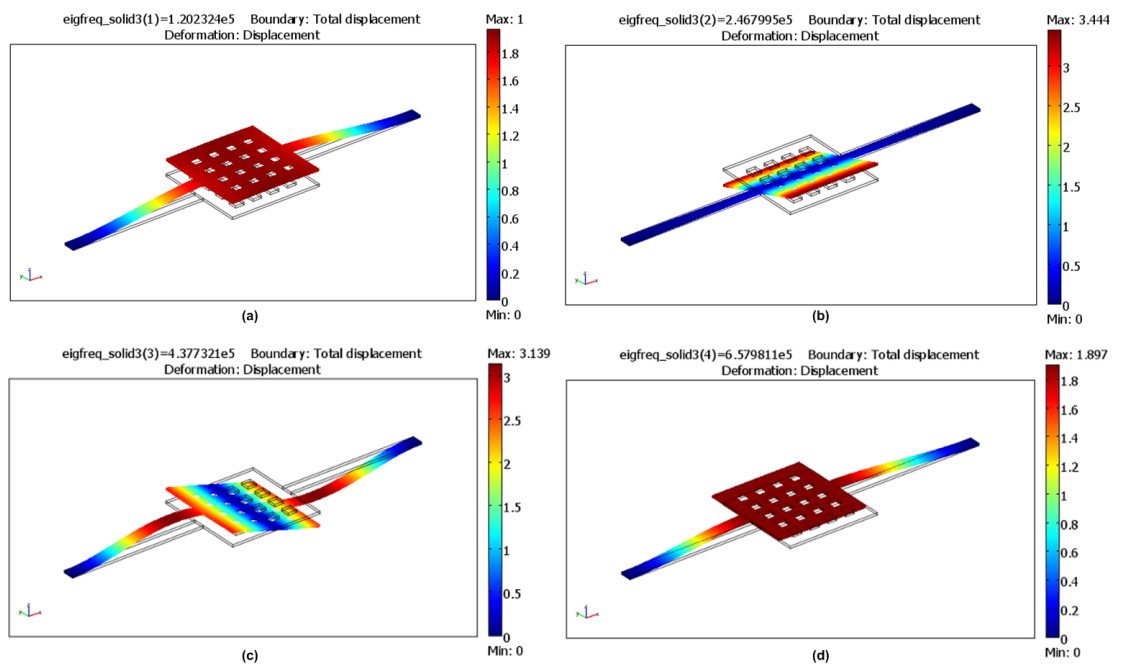 eigfreq_solid3(1)=1.202324e5 Boundary: Total displacement
Deformation: Displacement
Max: 1
1.8
1.6
1.4
1.2
1
0.8
0.6
0.4
0.2
0
Min: 0
z
y
x
(a)
eigfreq_solid3(2)=2.467995e5 Boundary: Total displacement
Deformation: Displacement
Max: 3.444
3
2.5
2
1.5
1
0.5
0
Min: 0
z
y
x
(b)
eigfreq_solid3(3)=4.377321e5 Boundary: Total displacement
Deformation: Displacement
Max: 3.139
3
2.5
2
1.5
1
0.5
0
Min: 0
z
y
x
(c)
eigfreq_solid3(4)=6.579811e5 Boundary: Total displacement
Deformation: Displacement
Max: 1.897
1.8
1.6
1.4
1.2
1
0.8
0.6
0.4
0.2
0
Min: 0
z
y
x
(d)